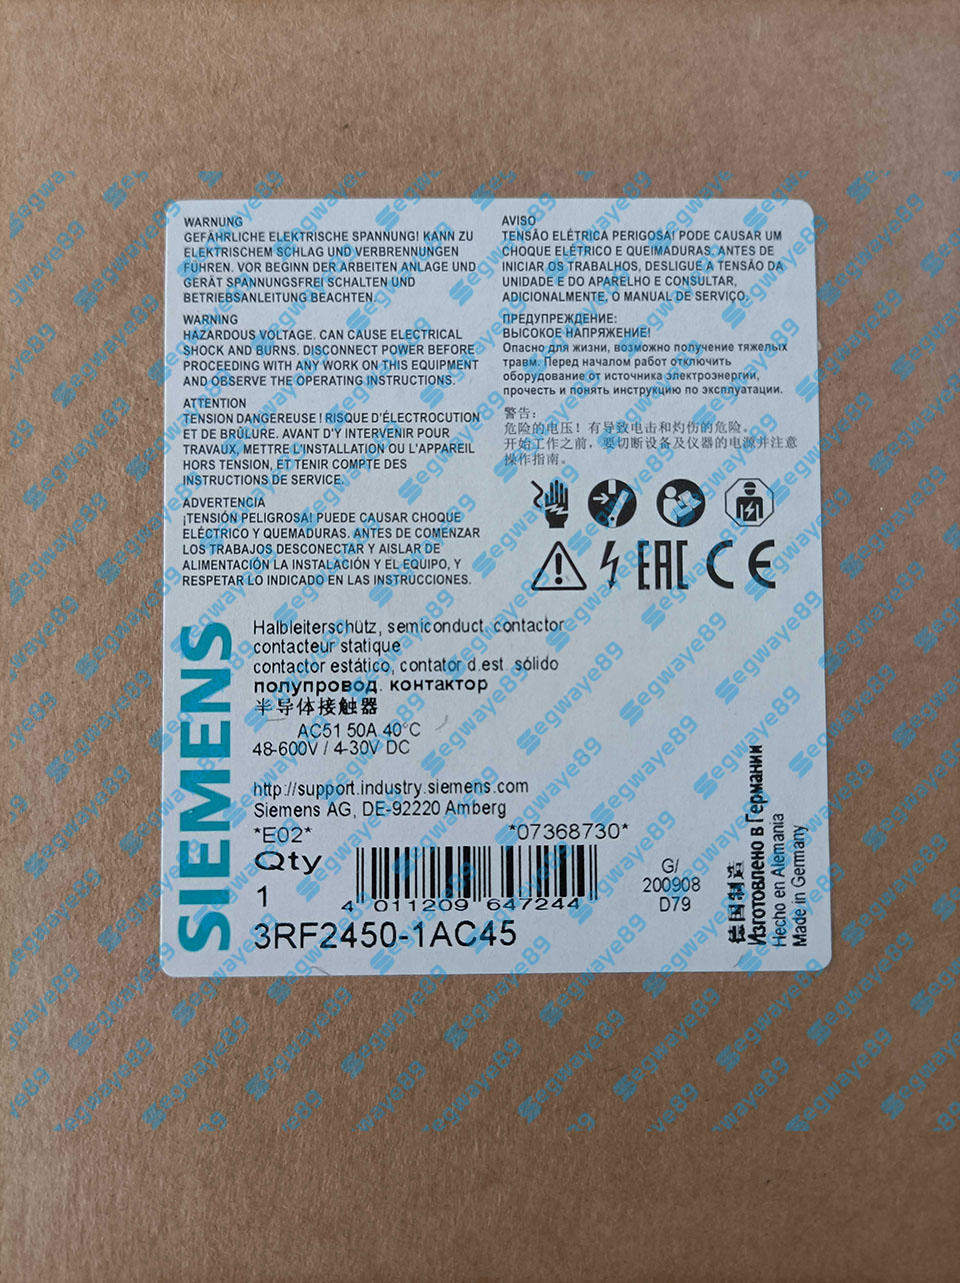 WARNUNG
GEFÄHRLICHE ELEKTRISCHE SPANNUNG! KANN ZU
ELEKTRISCHEM SCHLAG UND VERBRENNUNGEN
FÜHREN. VOR BEGINN DER ARBEITEN ANLAGE UND
GERÄT SPANNUNGSFREI SCHALTEN UND
BETRIEBSANLEITUNG BEACHTEN.
WARNING
HAZARDOUS VOLTAGE. CAN CAUSE ELECTRICAL
SHOCK AND BURNS. DISCONNECT POWER BEFORE
PROCEEDING WITH ANY WORK ON THIS EQUIPMENT
AND OBSERVE THE OPERATING INSTRUCTIONS.
ATTENTION
TENSION DANGEREUSE ! RISQUE D'ÉLECTROCUTION
ET DE BRÛLURE. AVANT D'Y INTERVENIR POUR
TRAVAUX, METTRE L'INSTALLATION OU L'APPAREIL
HORS TENSION, ET TENIR COMPTE DES
INSTRUCTIONS DE SERVICE.
ADVERTENCIA
¡TENSIÓN PELIGROSA! PUEDE CAUSAR CHOQUE
ELÉCTRICO Y QUEMADURAS. ANTES DE COMENZAR
LOS TRABAJOS DESCONECTAR Y AISLAR DE
ALIMENTACIÓN LA INSTALACIÓN Y EL EQUIPO, Y
RESPETAR LO INDICADO EN LAS INSTRUCCIONES.
AVISO
TENSÃO ELÉTRICA PERIGOSA! PODE CAUSAR UM
CHOQUE ELÉTRICO E QUEIMADURAS. ANTES DE
INICIAR OS TRABALHOS, DESLIGUE A TENSÃO DA
UNIDADE E DO APARELHO E CONSULTAR,
ADICIONALMENTE, O MANUAL DE SERVIÇO.
ПРЕДУПРЕЖДЕНИЕ:
ВЫСОКОЕ НАПРЯЖЕНИЕ!
Опасно для жизни, возможно получение тяжелых
травм. Перед началом работ отключить
оборудование от источника электроэнергии,
прочесть и понять инструкцию по эксплуатации.
警告:
危险的电压! 有导致电击和灼伤的危险。
开始工作之前, 要切断设备及仪器的电源并注意
操作指南。
EAC CE
SIEMENS
Halbleiterschütz, semiconduct. contactor
contacteur statique
contactor estático, contator d.est. sólido
полупровод. контактор
半导体接触器
AC51 50A 40°C
48-600V / 4-30V DC
http://support.industry.siemens.com
Siemens AG, DE-92220 Amberg
*E02* *07368730*
Qty
1
4 011209 647244
3RF2450-1AC45
G/
200908
D79
德国制造
Изготовлено в Германии
Hecho en Alemania
Made in Germany
Segwaye89